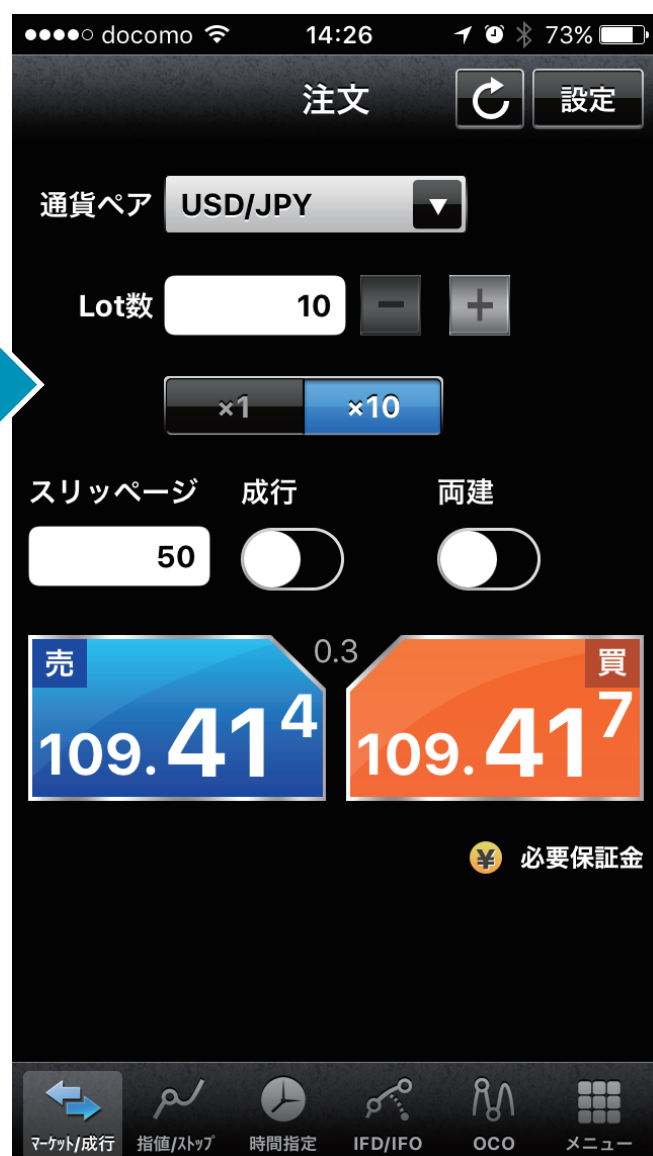 docomo 14:26 73%
注文 設定
通貨ペア USD/JPY
Lot数 10 − +
×1 ×10
スリッページ 成行 両建
50
売 0.3 買
109.414 109.417
¥ 必要保証金
マーケット/成行 指値/ストップ 時間指定 IFD/IFO OCO メニュー